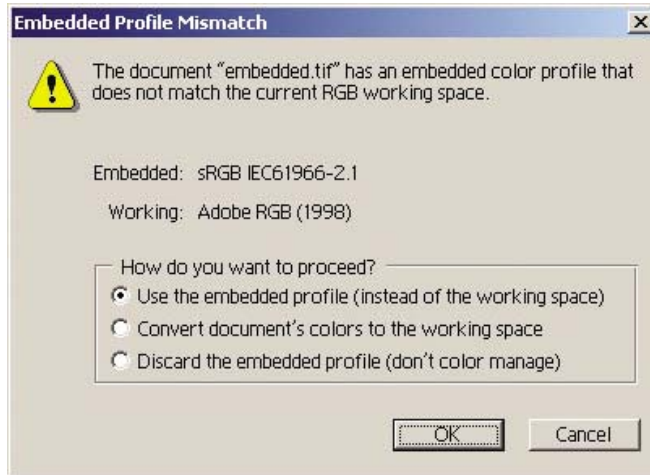 Embedded Profile Mismatch
The document "embedded.tif" has an embedded color profile that
does not match the current RGB working space.
Embedded: sRGB IEC61966-2.1
Working: Adobe RGB (1998)
How do you want to proceed?
Use the embedded profile (instead of the working space)
Convert document's colors to the working space
Discard the embedded profile (don't color manage)
OK Cancel